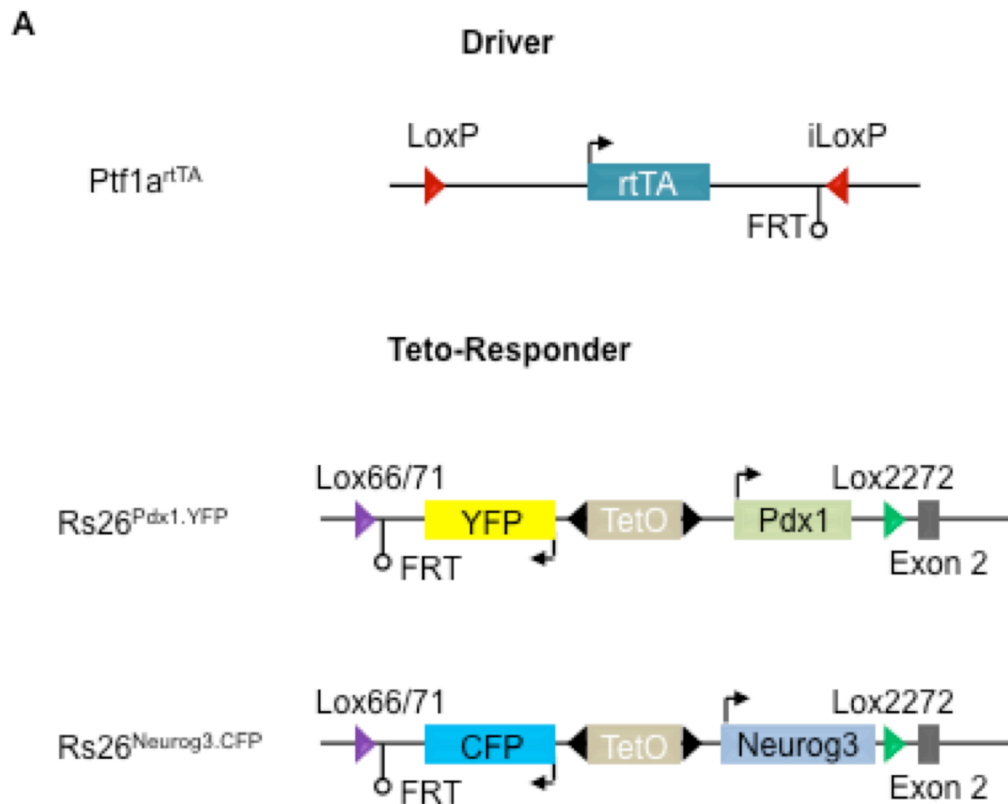 A
Driver
LoxP iLoxP
Ptf1a^rtTA rtTA
FRT
Teto-Responder
Lox66/71 Lox2272
Rs26^Pdx1.YFP YFP TetO Pdx1
FRT Exon 2
Lox66/71 Lox2272
Rs26^Neurog3.CFP CFP TetO Neurog3
FRT Exon 2